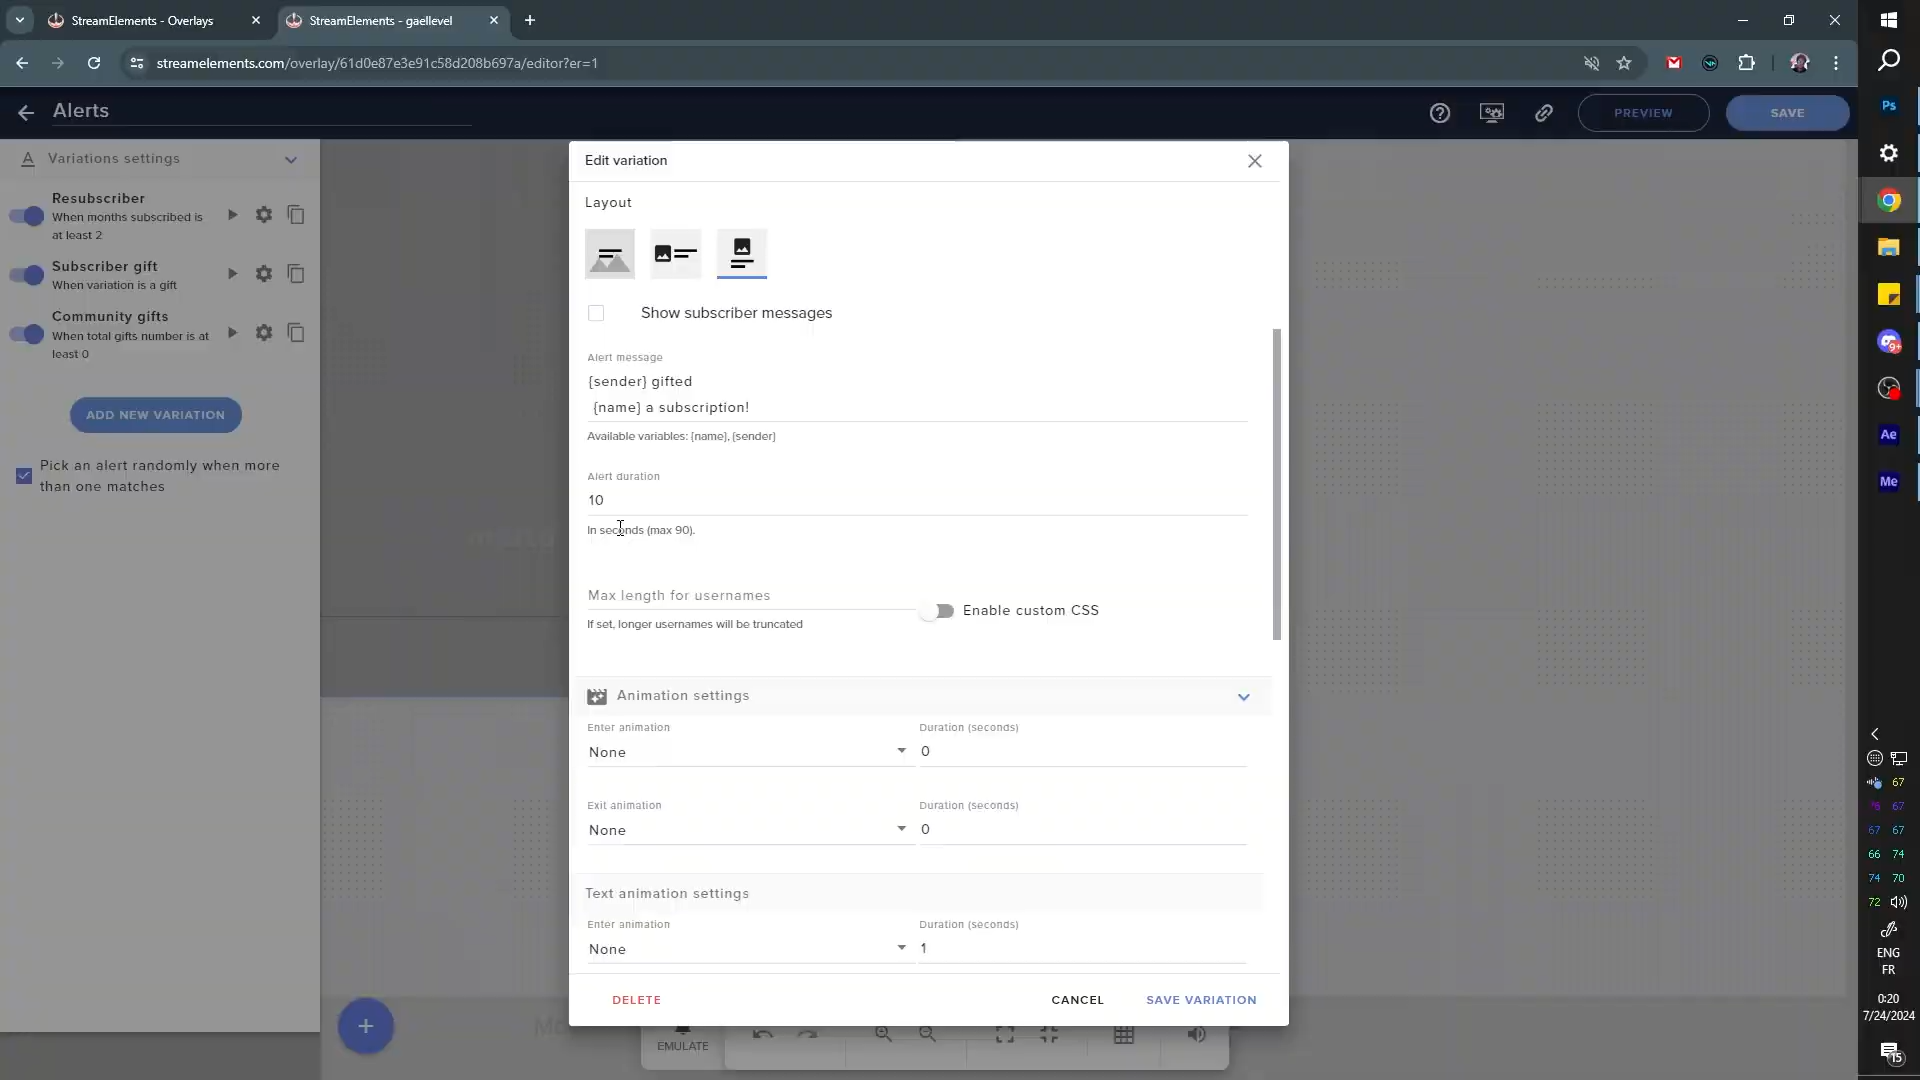 StreamElements - Overlays
StreamElements - gaellevel
streamelements.com/overlay/61d0e87e3e91c58d208b697a/editor?er=1
Alerts
PREVIEW
SAVE
Variations settings
Resubscriber
When months subscribed is
at least 2
Subscriber gift
When variation is a gift
Community gifts
When total gifts number is at
least 0
ADD NEW VARIATION
Pick an alert randomly when more
than one matches
Edit variation
Layout
Show subscriber messages
Alert message
{sender} gifted
{name} a subscription!
Available variables: {name}, {sender}
Alert duration
10
In seconds (max 90).
Max length for usernames
If set, longer usernames will be truncated
Enable custom CSS
Animation settings
Enter animation
Duration (seconds)
None
0
Exit animation
Duration (seconds)
None
0
Text animation settings
Enter animation
Duration (seconds)
None
1
DELETE
CANCEL
SAVE VARIATION
EMULATE
Ps
9+
Ae
Me
67
67
67 67
66 74
74 70
72
ENG
FR
0:20
7/24/2024
15